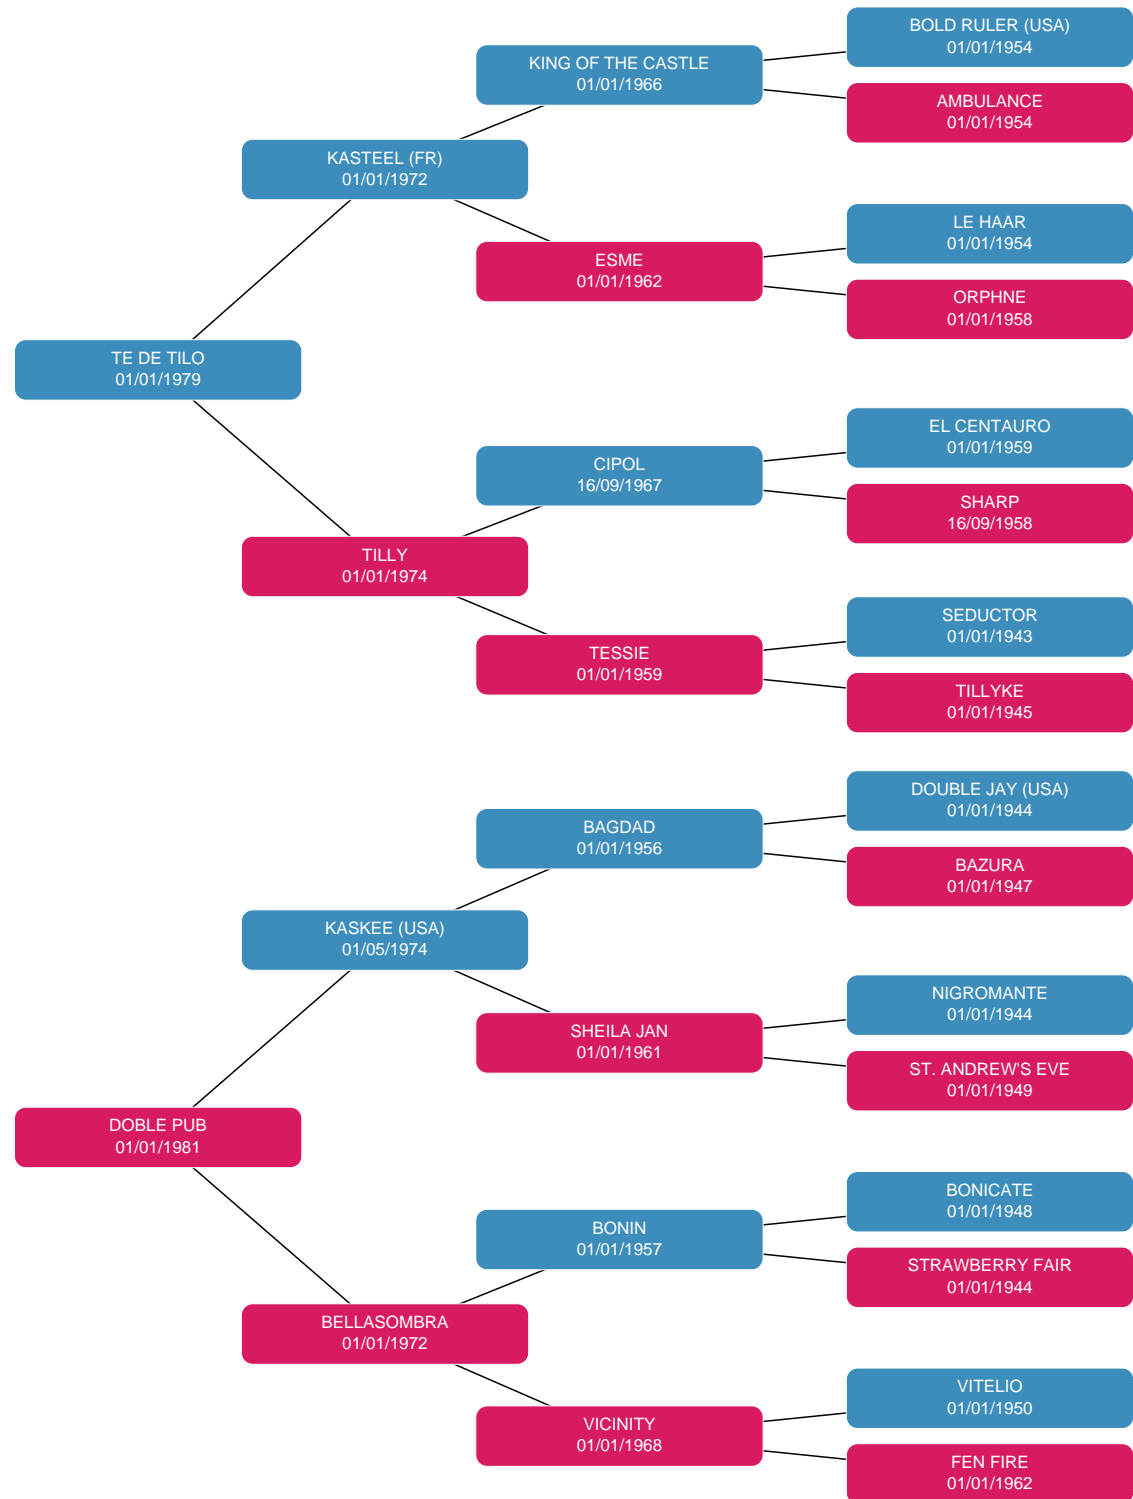 BOLD RULER (USA)
01/01/1954
KING OF THE CASTLE
01/01/1966
AMBULANCE
01/01/1954
KASTEEL (FR)
01/01/1972
LE HAAR
01/01/1954
ESME
01/01/1962
ORPHNE
01/01/1958
TE DE TILO
01/01/1979
EL CENTAURO
01/01/1959
CIPOL
16/09/1967
SHARP
16/09/1958
TILLY
01/01/1974
SEDUCTOR
01/01/1943
TESSIE
01/01/1959
TILLYKE
01/01/1945
DOUBLE JAY (USA)
01/01/1944
BAGDAD
01/01/1956
BAZURA
01/01/1947
KASKEE (USA)
01/05/1974
NIGROMANTE
01/01/1944
SHEILA JAN
01/01/1961
ST. ANDREW'S EVE
01/01/1949
DOBLE PUB
01/01/1981
BONICATE
01/01/1948
BONIN
01/01/1957
STRAWBERRY FAIR
01/01/1944
BELLASOMBRA
01/01/1972
VITELIO
01/01/1950
VICINITY
01/01/1968
FEN FIRE
01/01/1962